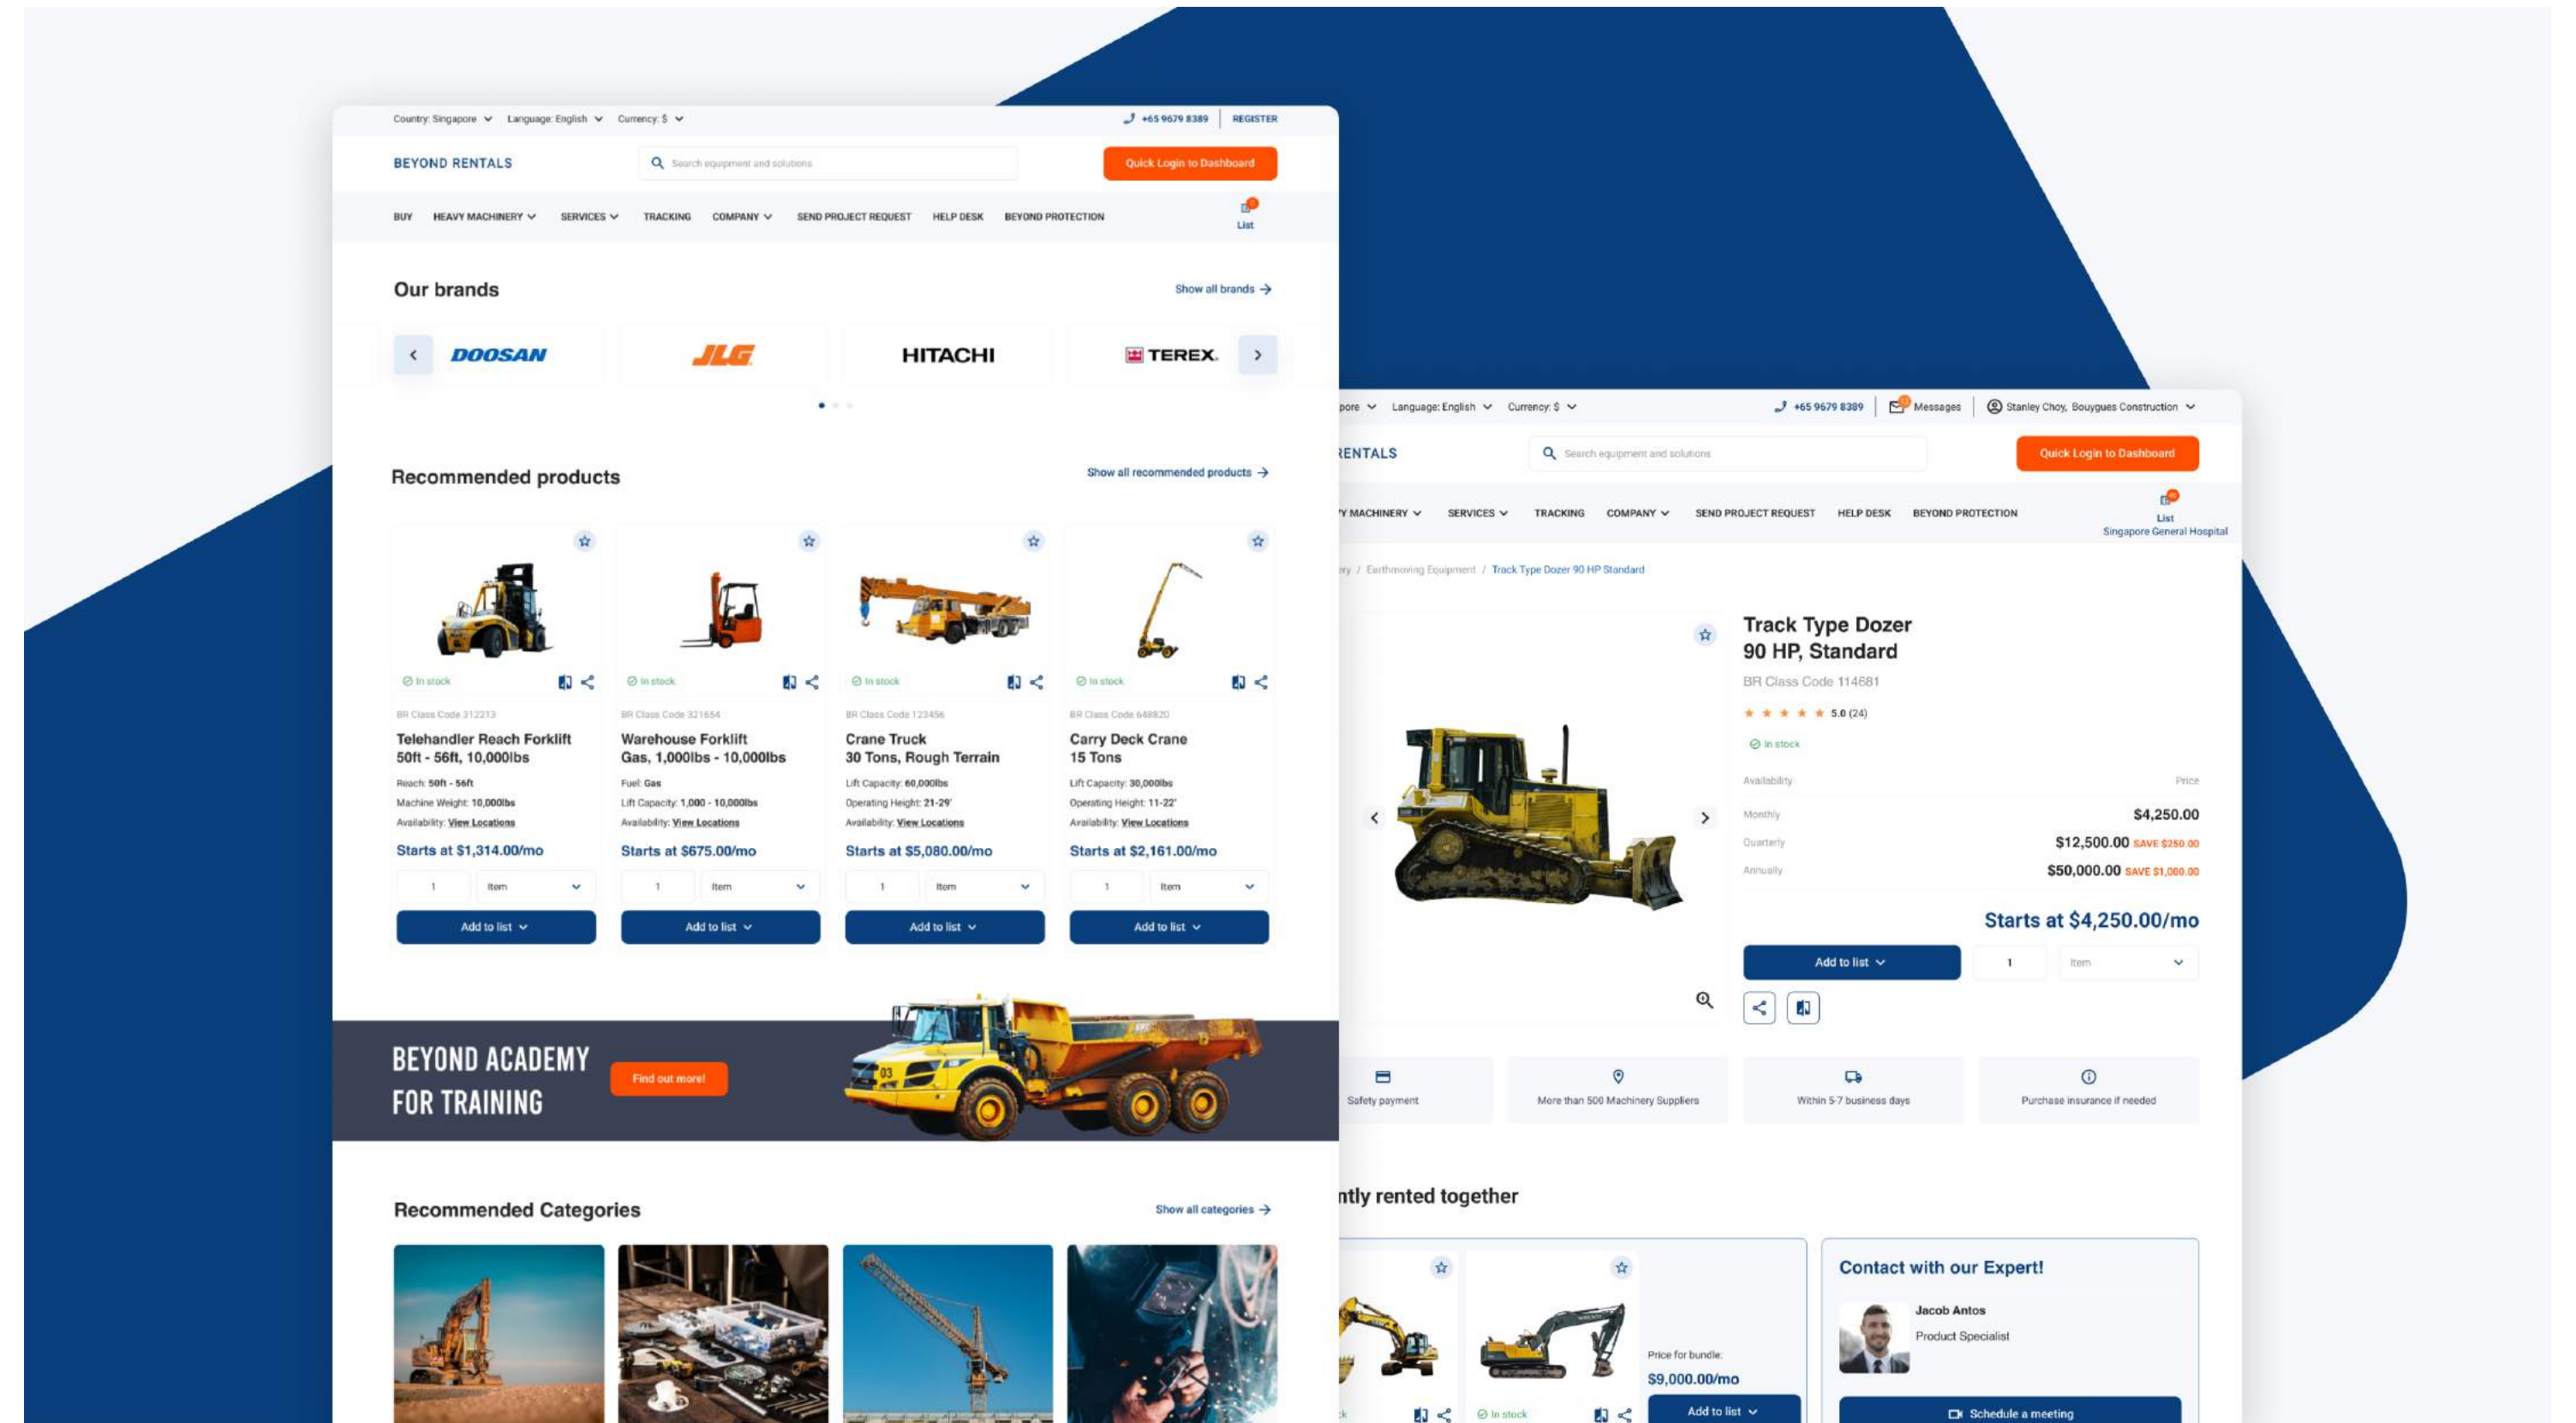 Country: Singapore Language: English Currency: $ +65 9679 8389 REGISTER
BEYOND RENTALS Search equipment and solutions Quick Login to Dashboard
BUY HEAVY MACHINERY SERVICES TRACKING COMPANY SEND PROJECT REQUEST HELP DESK BEYOND PROTECTION
List
Our brands Show all brands →
DOOSAN JLG HITACHI TEREX
Recommended products Show all recommended products →
In stock In stock In stock In stock
BR Class Code 312213 BR Class Code 321654 BR Class Code 123456 BR Class Code 648820
Telehandler Reach Forklift Warehouse Forklift Crane Truck Carry Deck Crane
50ft - 56ft, 10,000lbs Gas, 1,000lbs - 10,000lbs 30 Tons, Rough Terrain 15 Tons
Reach: 50ft - 56ft Fuel: Gas Lift Capacity: 60,000lbs Lift Capacity: 30,000lbs
Machine Weight: 10,000lbs Lift Capacity: 1,000 - 10,000lbs Operating Height: 21-29' Operating Height: 11-22'
Availability: View Locations Availability: View Locations Availability: View Locations Availability: View Locations
Starts at $1,314.00/mo Starts at $675.00/mo Starts at $5,080.00/mo Starts at $2,161.00/mo
1 Item 1 Item 1 Item 1 Item
Add to list Add to list Add to list Add to list
BEYOND ACADEMY
FOR TRAINING
Find out more!
03
Recommended Categories Show all categories →
pore Language: English Currency: $ +65 9679 8389 Messages Stanley Choy, Bouygues Construction
RENTALS Search equipment and solutions Quick Login to Dashboard
Y MACHINERY SERVICES TRACKING COMPANY SEND PROJECT REQUEST HELP DESK BEYOND PROTECTION
List
Singapore General Hospital
ery / Earthmoving Equipment / Track Type Dozer 90 HP Standard
Track Type Dozer
90 HP, Standard
BR Class Code 114681
5.0 (24)
In stock
Availability Price
Monthly $4,250.00
Quarterly $12,500.00 SAVE $250.00
Annually $50,000.00 SAVE $1,000.00
Starts at $4,250.00/mo
Add to list 1 Item
Safety payment More than 500 Machinery Suppliers Within 5-7 business days Purchase insurance if needed
ntly rented together
Price for bundle:
$9,000.00/mo
In stock Add to list
Contact with our Expert!
Jacob Antos
Product Specialist
Schedule a meeting